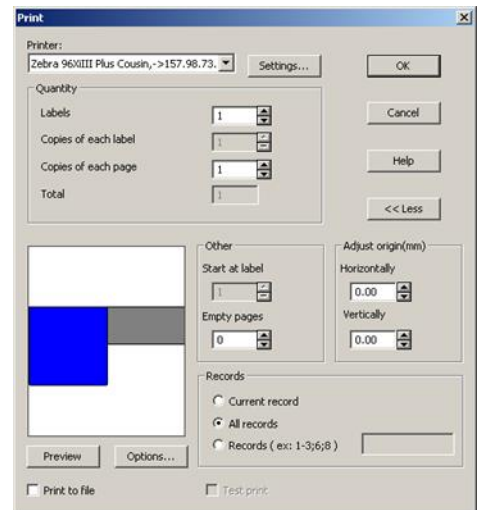 Print
Printer:
Zebra 96XiIII Plus Cousin,->157.98.73.
Settings...
OK
Quantity
Labels
1
Cancel
Copies of each label
1
Copies of each page
1
Help
Total
1
<< Less
Other
Adjust origin(mm)
Start at label
Horizontally
1
0.00
Empty pages
Vertically
0
0.00
Records
Current record
All records
Records ( ex: 1-3;6;8 )
Preview
Options...
Print to file
Test print